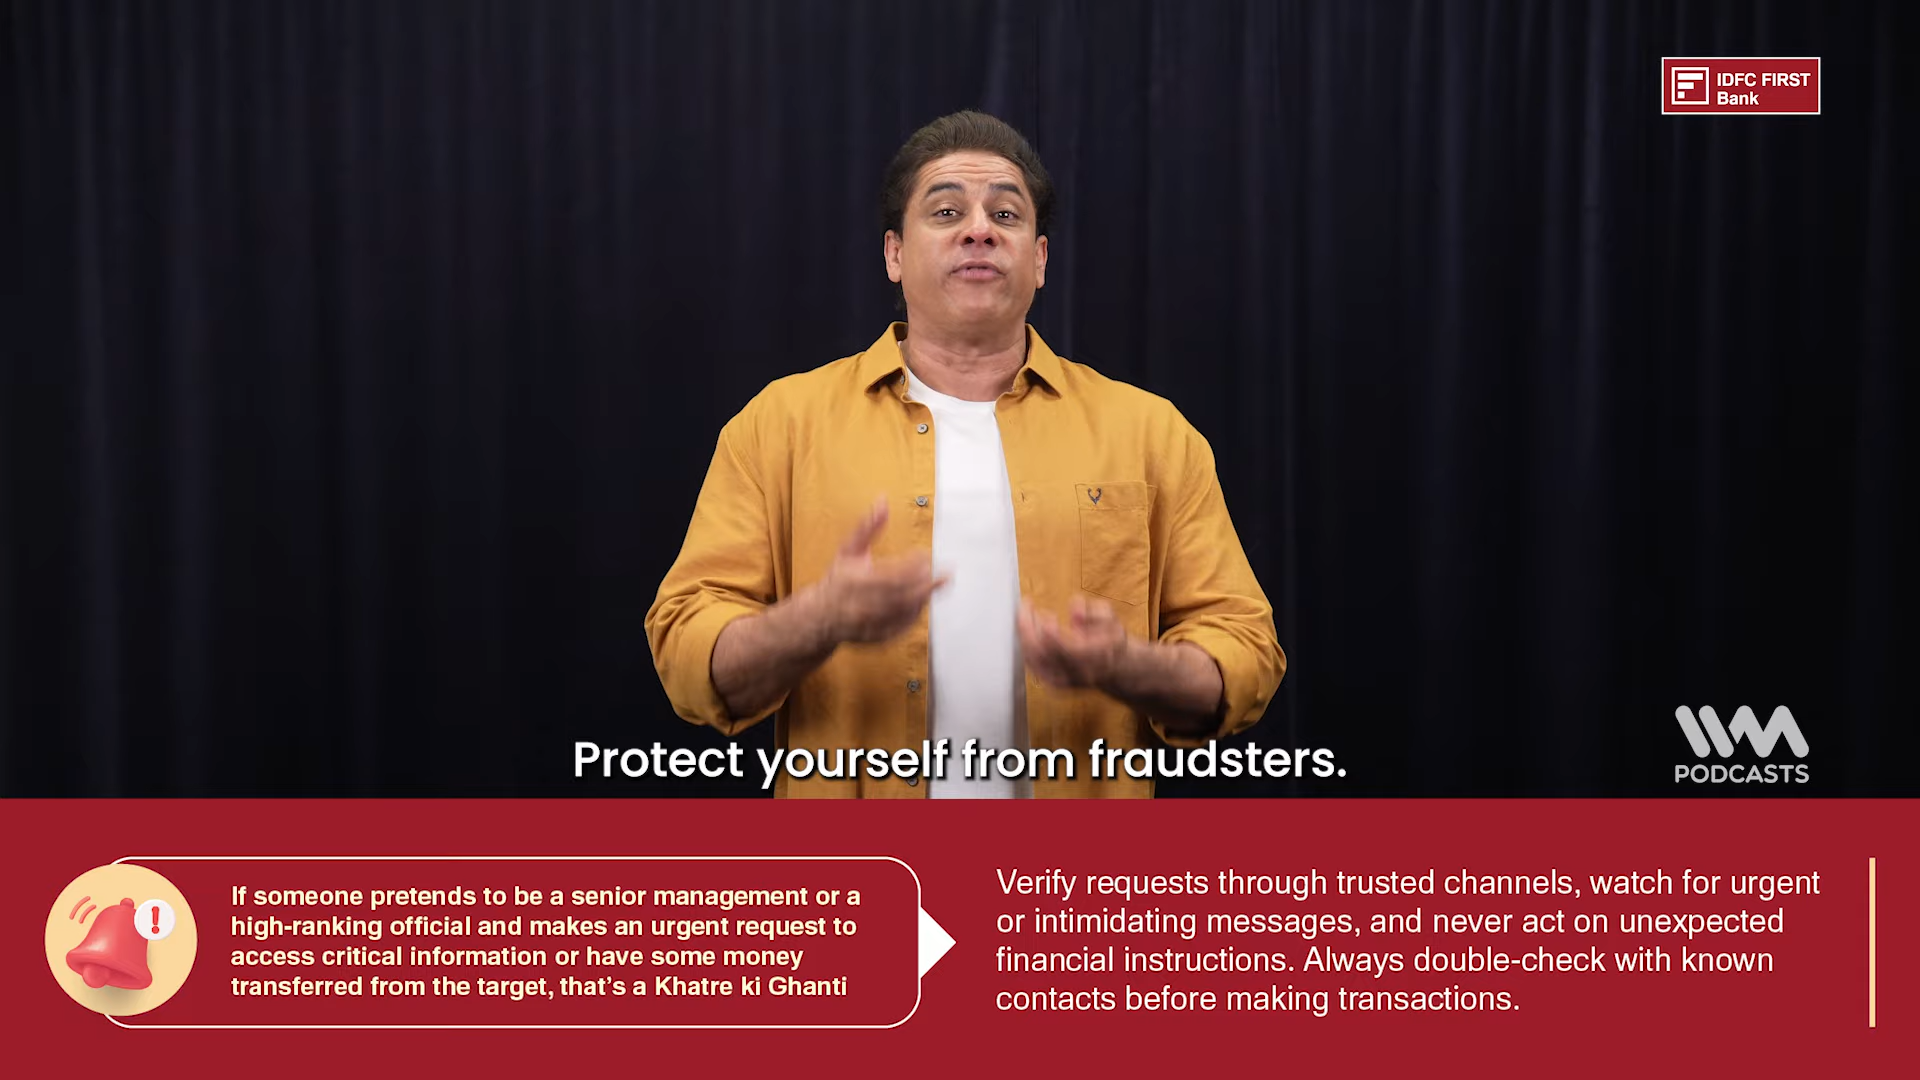 IDFC FIRST
Bank
Protect yourself from fraudsters.
IVM
PODCASTS
If someone pretends to be a senior management or a
high-ranking official and makes an urgent request to
access critical information or have some money
transferred from the target, that’s a Khatre ki Ghanti
Verify requests through trusted channels, watch for urgent
or intimidating messages, and never act on unexpected
financial instructions. Always double-check with known
contacts before making transactions.